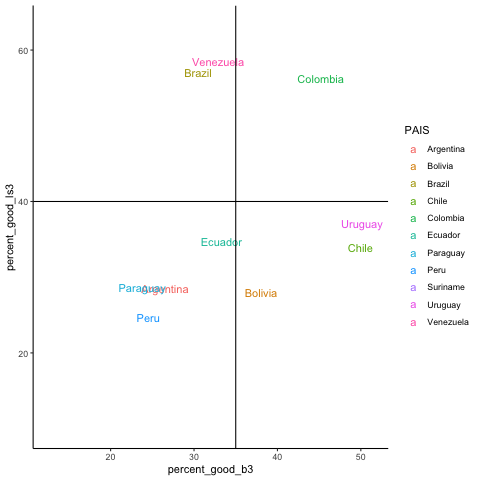 60
Venezuela
Brazil
Colombia
percent_good_ls3
40
Uruguay
Ecuador
Chile
Paraguay
Argentina
Bolivia
Peru
20
20
30
40
50
percent_good_b3
PAIS
a Argentina
a Bolivia
a Brazil
a Chile
a Colombia
a Ecuador
a Paraguay
a Peru
a Suriname
a Uruguay
a Venezuela